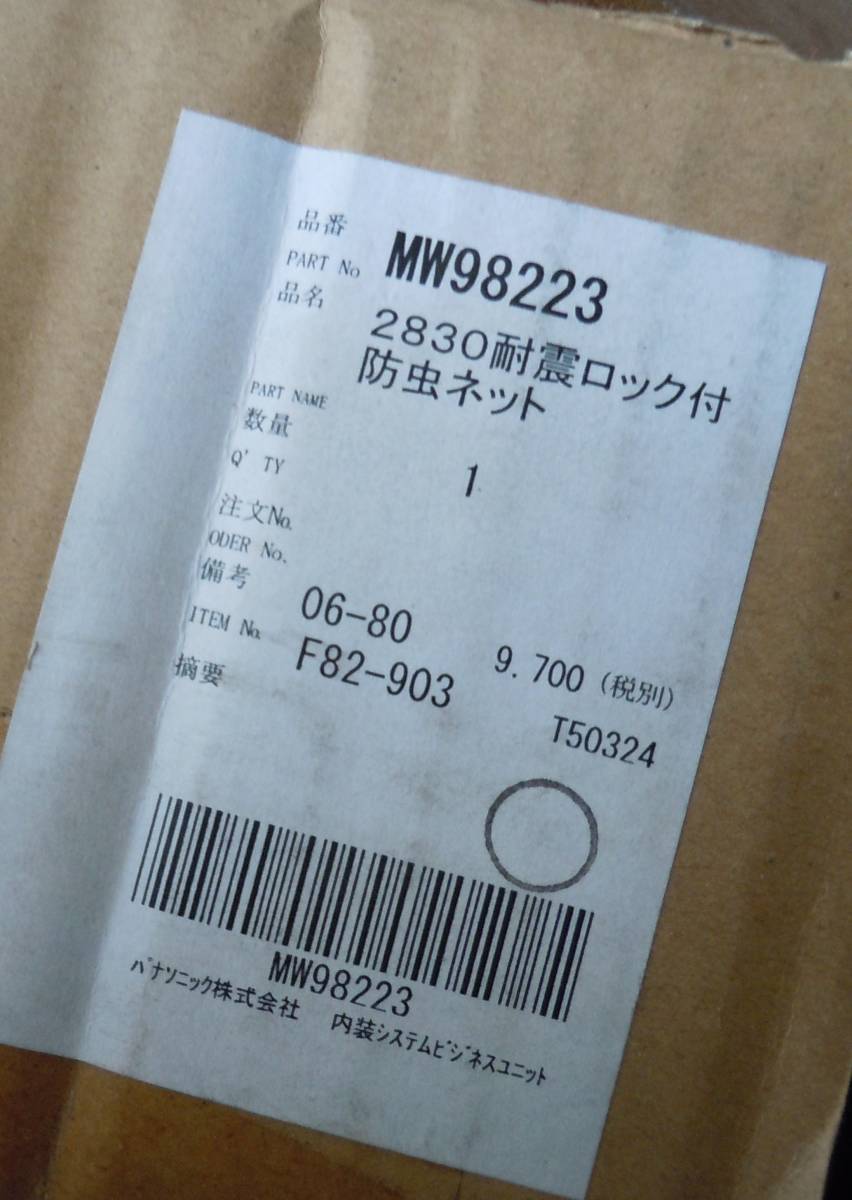 品番
PART No MW98223
品名
2830耐震ロック付
防虫ネット
PART NAME
数量
Q' TY 1
注文No.
ODER No.
備考
ITEM No. 06-80 9.700 (税別)
摘要 F82-903 T50324
MW98223
パナソニック株式会社 内装システムビジネスユニット